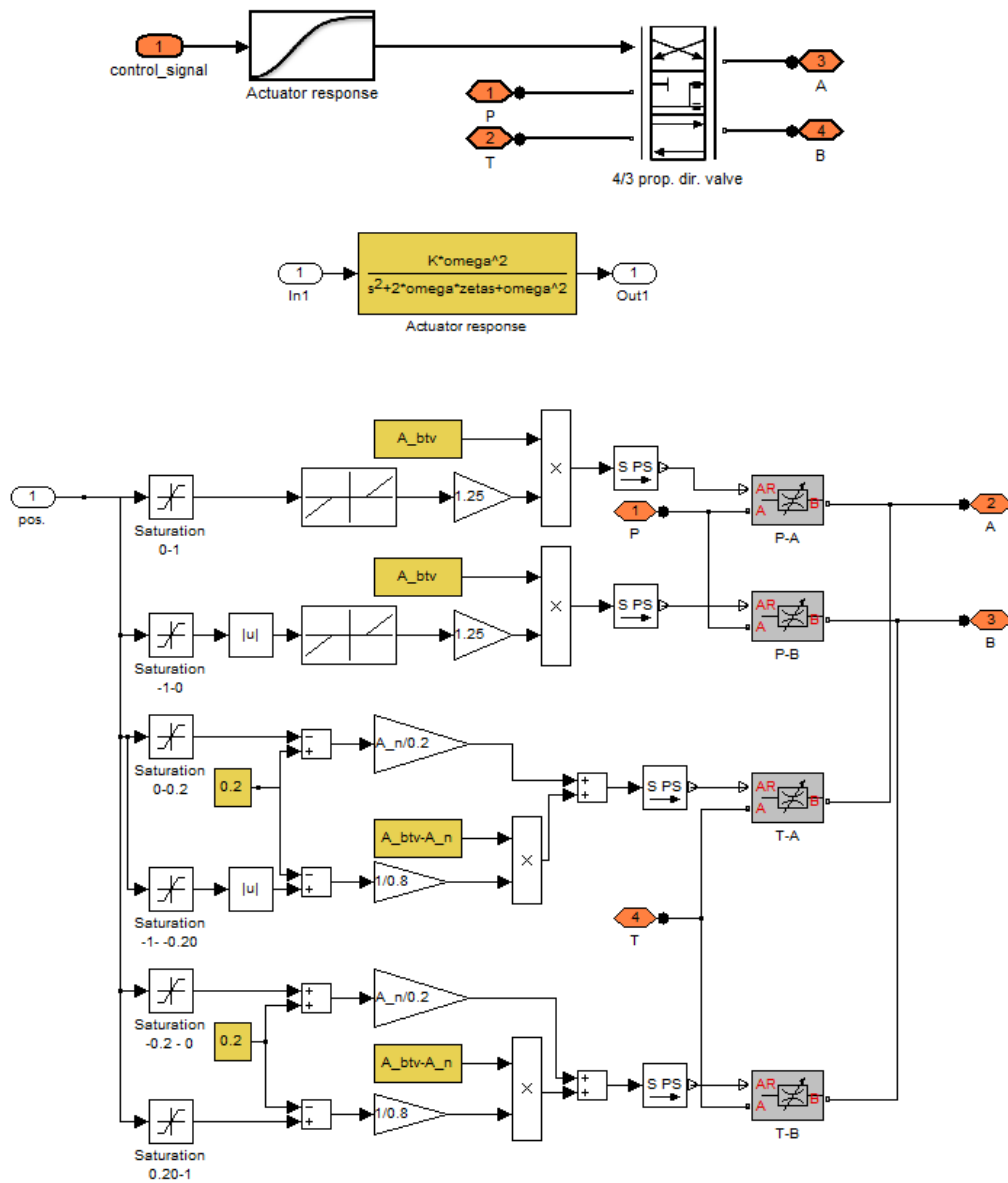 1
control_signal
Actuator response
1
P
2
T
3
A
4
B
4/3 prop. dir. valve
1
In1
K*omega^2
s^2+2*omega*zetas+omega^2
Actuator response
1
Out1
1
pos.
Saturation
0-1
A_btv
1.25
×
S PS
1
P
AR
A
B
P-A
2
A
Saturation
-1-0
|u|
A_btv
1.25
×
S PS
AR
A
B
P-B
3
B
Saturation
0-0.2
0.2
−
+
A_n/0.2
+
+
S PS
AR
A
B
T-A
Saturation
-1- -0.20
|u|
−
+
A_btv-A_n
1/0.8
×
4
T
Saturation
-0.2 - 0
0.2
+
+
A_n/0.2
A_btv-A_n
×
+
+
S PS
AR
A
B
T-B
Saturation
0.20-1
−
+
1/0.8